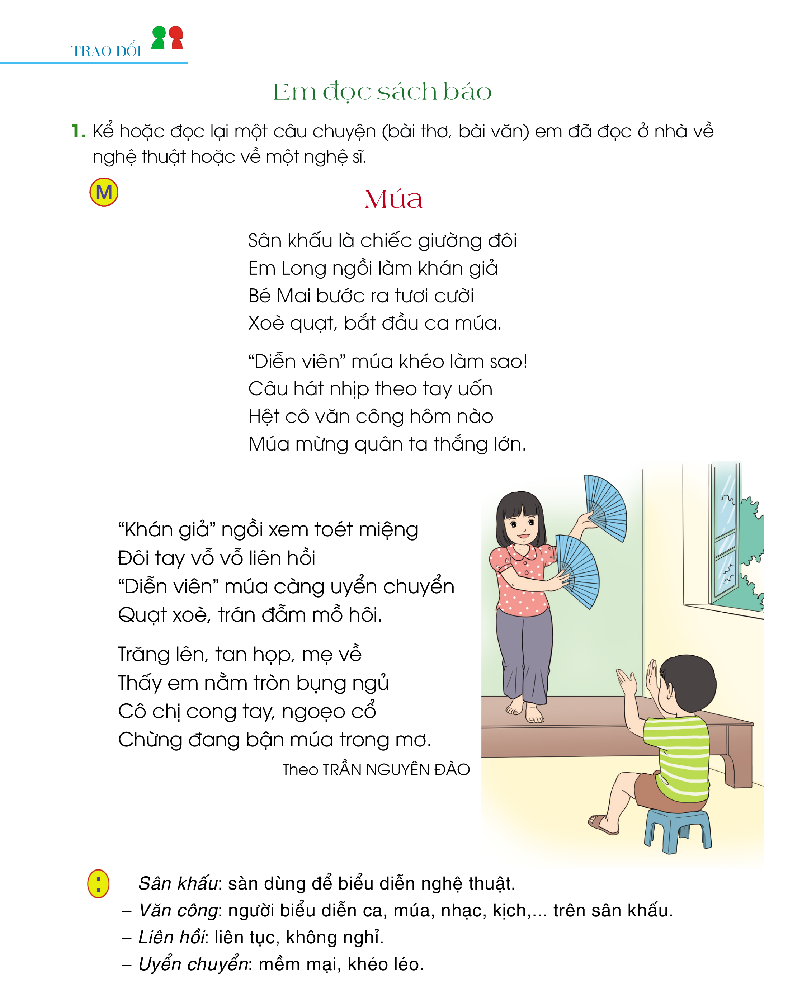 TRAO ĐỔI
Em đọc sách báo
1. Kể hoặc đọc lại một câu chuyện (bài thơ, bài văn) em đã đọc ở nhà về
nghệ thuật hoặc về một nghệ sĩ.
M
Múa
Sân khấu là chiếc giường đôi
Em Long ngồi làm khán giả
Bé Mai bước ra tươi cười
Xoè quạt, bắt đầu ca múa.
“Diễn viên” múa khéo làm sao!
Câu hát nhịp theo tay uốn
Hệt cô văn công hôm nào
Múa mừng quân ta thắng lớn.
“Khán giả” ngồi xem toét miệng
Đôi tay vỗ vỗ liên hồi
“Diễn viên” múa càng uyển chuyển
Quạt xoè, trán đẫm mồ hôi.
Trăng lên, tan họp, mẹ về
Thấy em nằm tròn bụng ngủ
Cô chị cong tay, ngoẹo cổ
Chừng đang bận múa trong mơ.
Theo TRẦN NGUYÊN ĐÀO
:
– Sân khấu: sàn dùng để biểu diễn nghệ thuật.
– Văn công: người biểu diễn ca, múa, nhạc, kịch,... trên sân khấu.
– Liên hồi: liên tục, không nghỉ.
– Uyển chuyển: mềm mại, khéo léo.